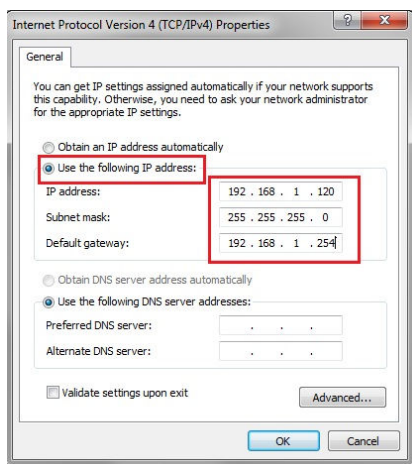 Internet Protocol Version 4 (TCP/IPv4) Properties
General
You can get IP settings assigned automatically if your network supports
this capability. Otherwise, you need to ask your network administrator
for the appropriate IP settings.
Obtain an IP address automatically
Use the following IP address:
IP address: 192 . 168 . 1 . 120
Subnet mask: 255 . 255 . 255 . 0
Default gateway: 192 . 168 . 1 . 254
Obtain DNS server address automatically
Use the following DNS server addresses:
Preferred DNS server: . . .
Alternate DNS server: . . .
Validate settings upon exit
Advanced...
OK Cancel